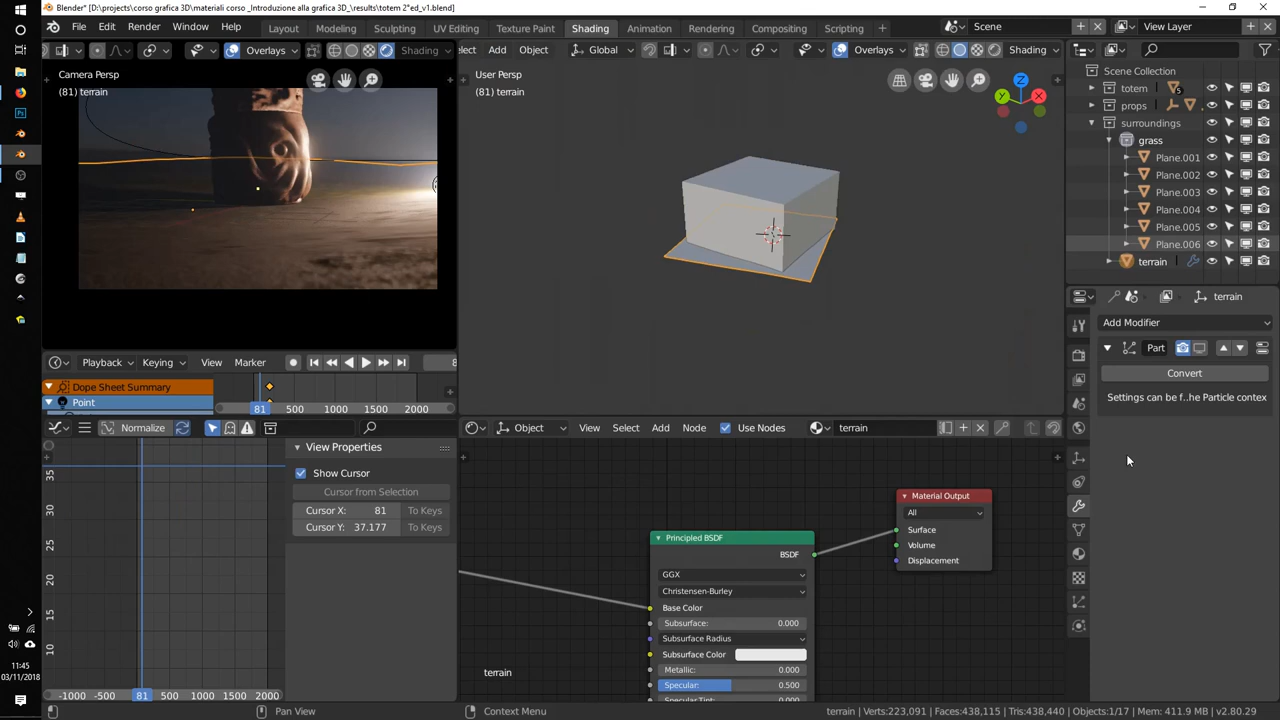 Blender* [D:\projects\corso grafica 3D\materiali corso _Introduzione alla grafica 3D_\results\totem 2*ed_v1.blend]
File Edit Render Window Help Layout Modeling Sculpting UV Editing Texture Paint Shading Animation Rendering Compositing Scripting Scene View Layer
Overlays Shading elect Add Object Global Overlays Shading
Camera Persp
(81) terrain
User Persp
(81) terrain
Z
Y
X
Scene Collection
totem 5
props
surroundings
grass
Plane.001
Plane.002
Plane.003
Plane.004
Plane.005
Plane.006
terrain
terrain
Add Modifier
Part
Convert
Settings can be f..he Particle contex
Playback Keying View Marker 8
Dope Sheet Summary
Point
81 500 1000 1500 2000
Normalize
View Properties
Show Cursor
Cursor from Selection
Cursor X: 81 To Keys
Cursor Y: 37.177 To Keys
35
30
25
20
15
10
-1000 -500 81 500 1000 1500 2000
Object View Select Add Node Use Nodes terrain
Material Output
All
Surface
Volume
Displacement
Principled BSDF
BSDF
GGX
Christensen-Burley
Base Color
Subsurface: 0.000
Subsurface Radius
Subsurface Color
Metallic: 0.000
Specular: 0.500
Specular Tint: 0.000
terrain
11:45
03/11/2018
Pan View Context Menu terrain | Verts:223,091 | Faces:438,115 | Tris:438,440 | Objects:1/17 | Mem: 411.9 MB | v2.80.29